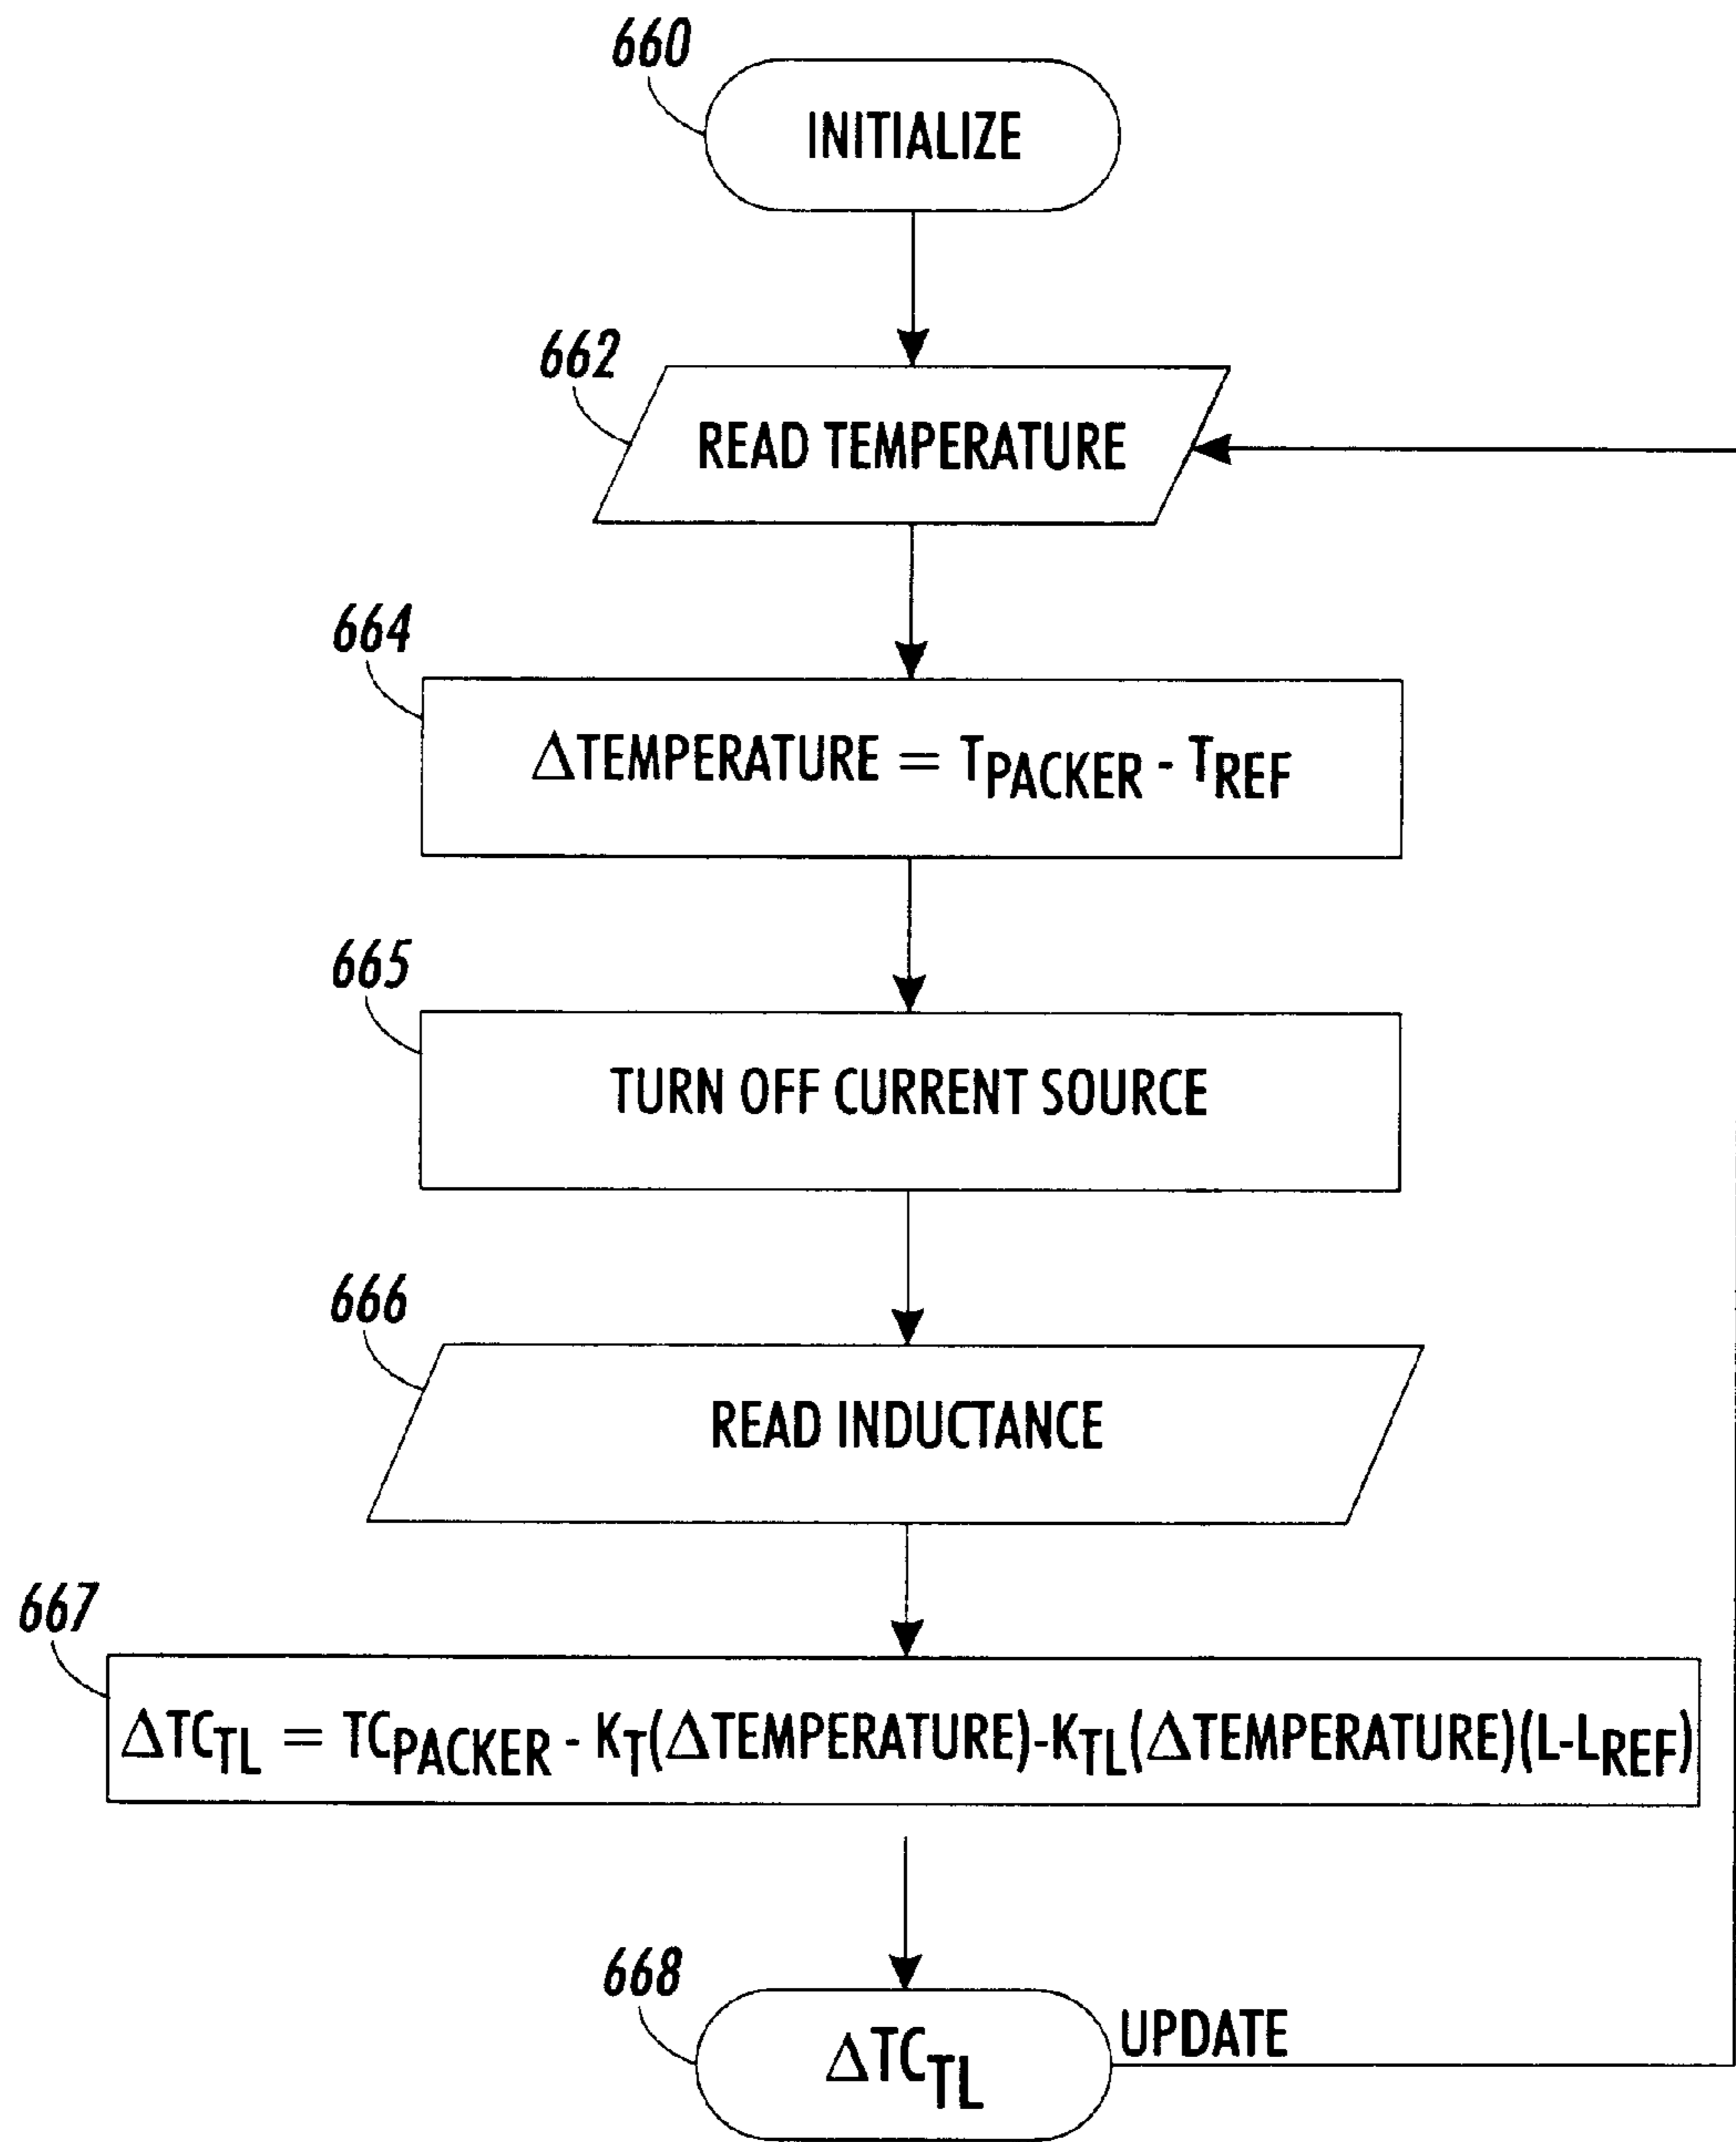 660
INITIALIZE
662
READ TEMPERATURE
664
ΔTEMPERATURE = TPACKER - TREF
665
TURN OFF CURRENT SOURCE
666
READ INDUCTANCE
667
ΔTCTL = TCPACKER - KT(ΔTEMPERATURE)-KTL(ΔTEMPERATURE)(L-LREF)
668
ΔTCTL
UPDATE